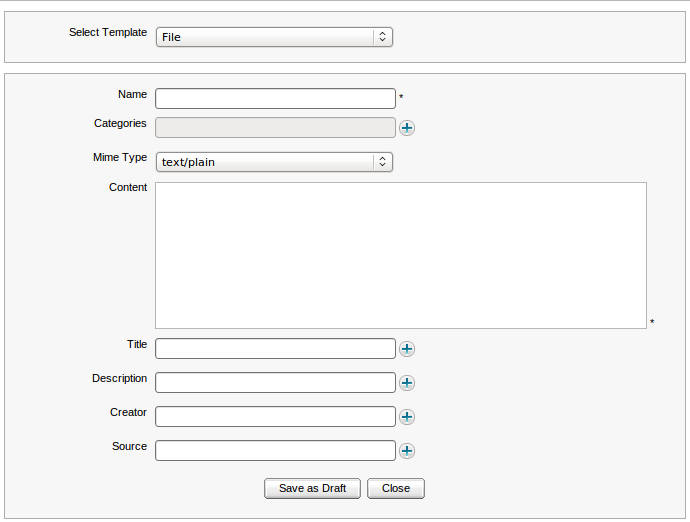 Select Template File
Name *
Categories
Mime Type text/plain
Content
*
Title
Description
Creator
Source
Save as Draft Close